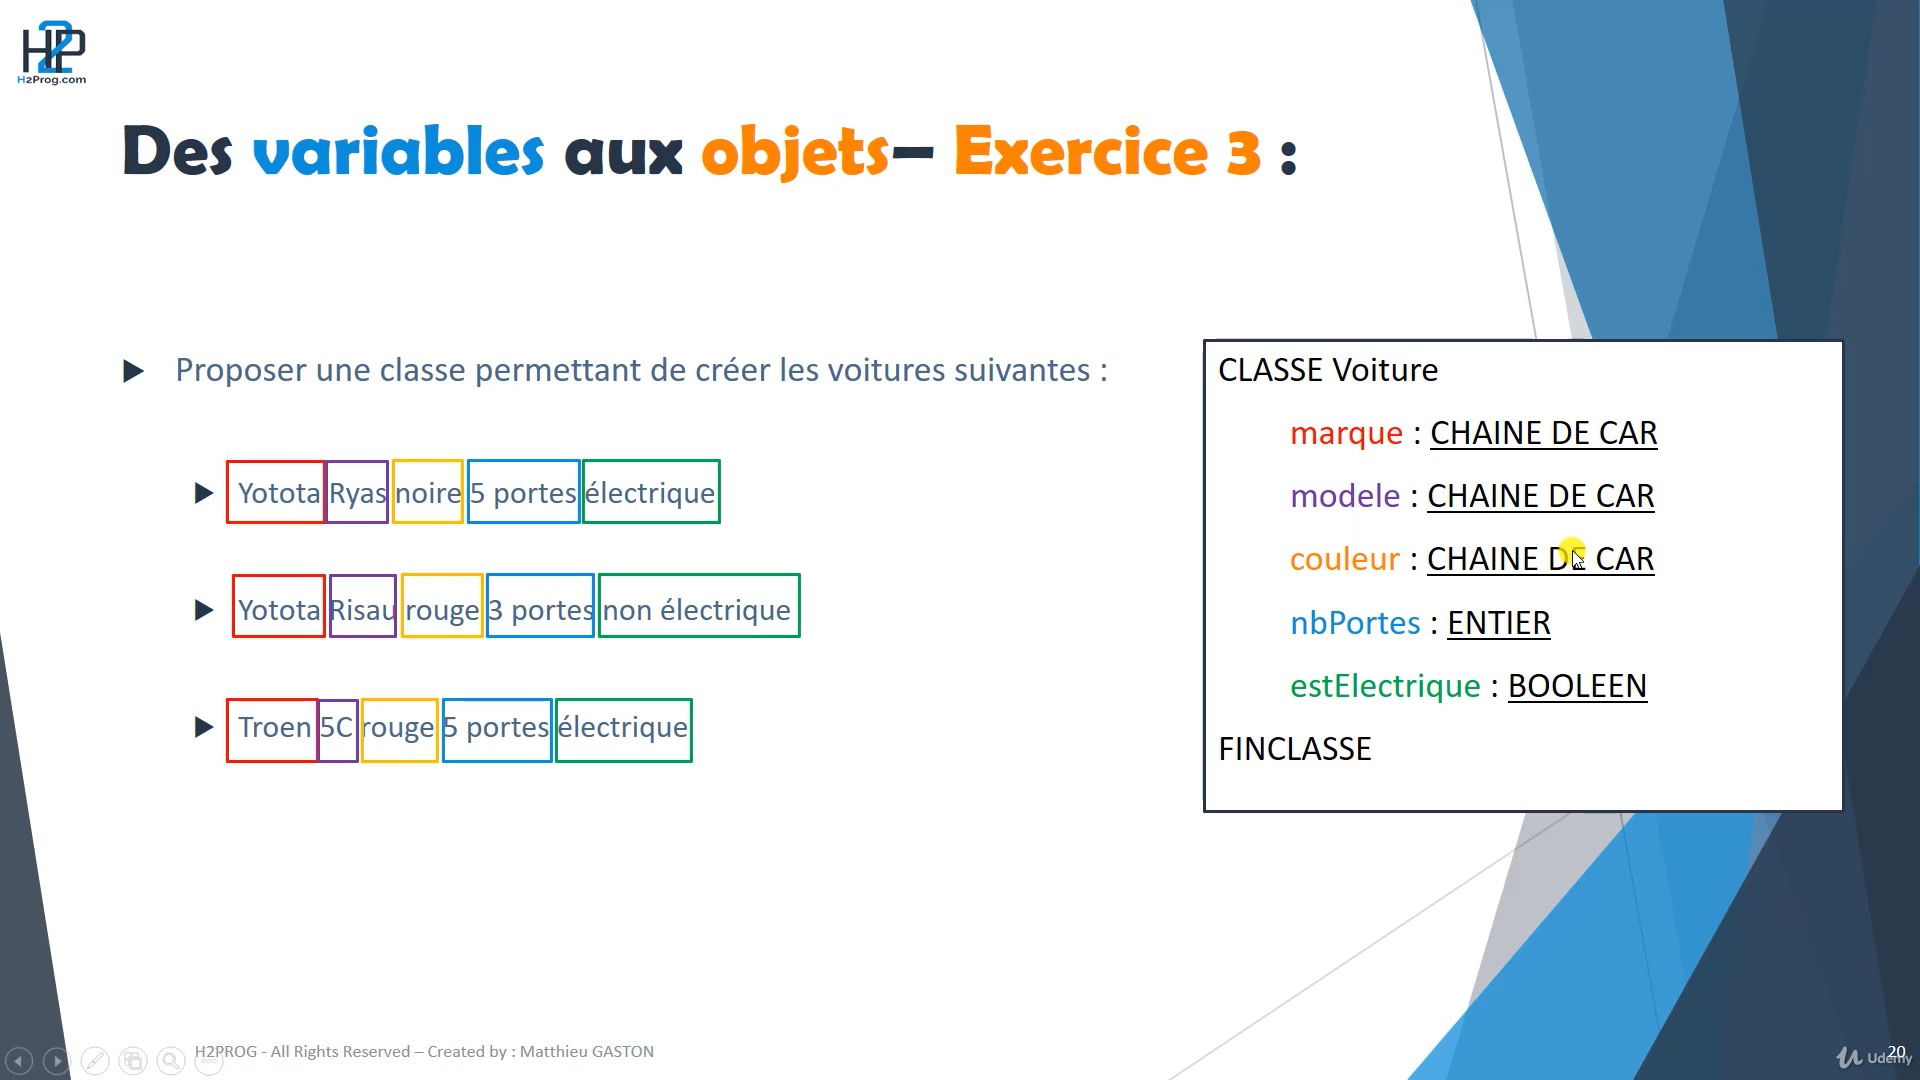 H2P
H2Prog.com
Des variables aux objets– Exercice 3 :
Proposer une classe permettant de créer les voitures suivantes :
Yotota Ryas noire 5 portes électrique
Yotota Risau rouge 3 portes non électrique
Troen 5C rouge 5 portes électrique
CLASSE Voiture
marque : CHAINE DE CAR
modele : CHAINE DE CAR
couleur : CHAINE DE CAR
nbPortes : ENTIER
estElectrique : BOOLEEN
FINCLASSE
H2PROG - All Rights Reserved – Created by : Matthieu GASTON
20
Udemy